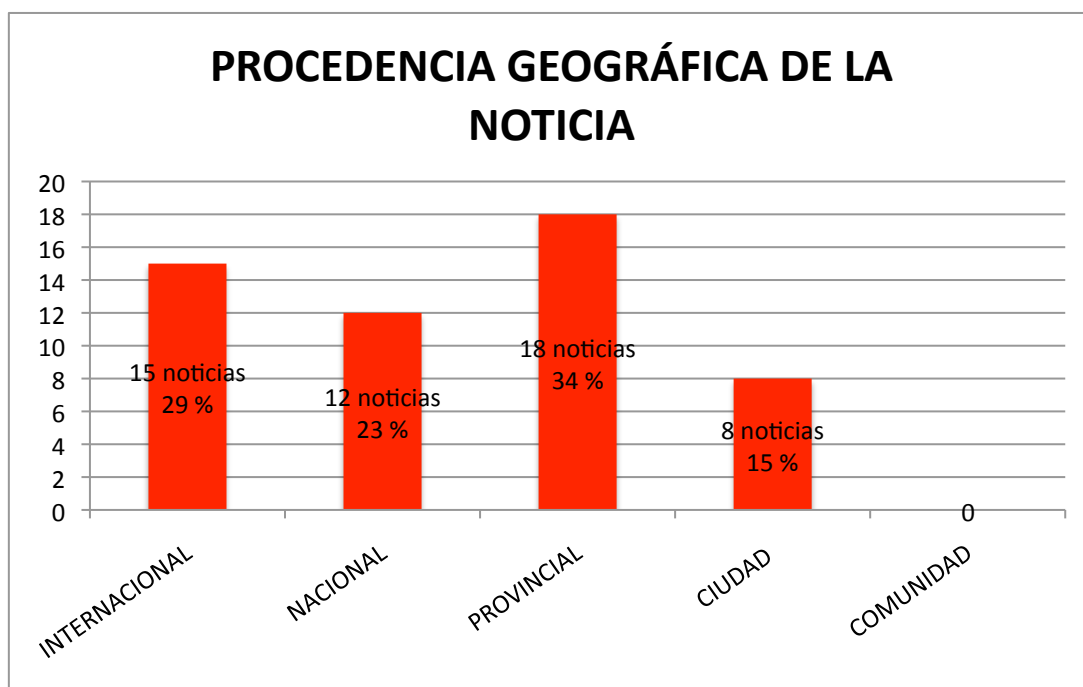 PROCEDENCIA GEOGRÁFICA DE LA
NOTICIA
20
18
16
14
12
10
8
6
4
2
0
15 noticias
29 %
12 noticias
23 %
18 noticias
34 %
8 noticias
15 %
0
INTERNACIONAL
NACIONAL
PROVINCIAL
CIUDAD
COMUNIDAD